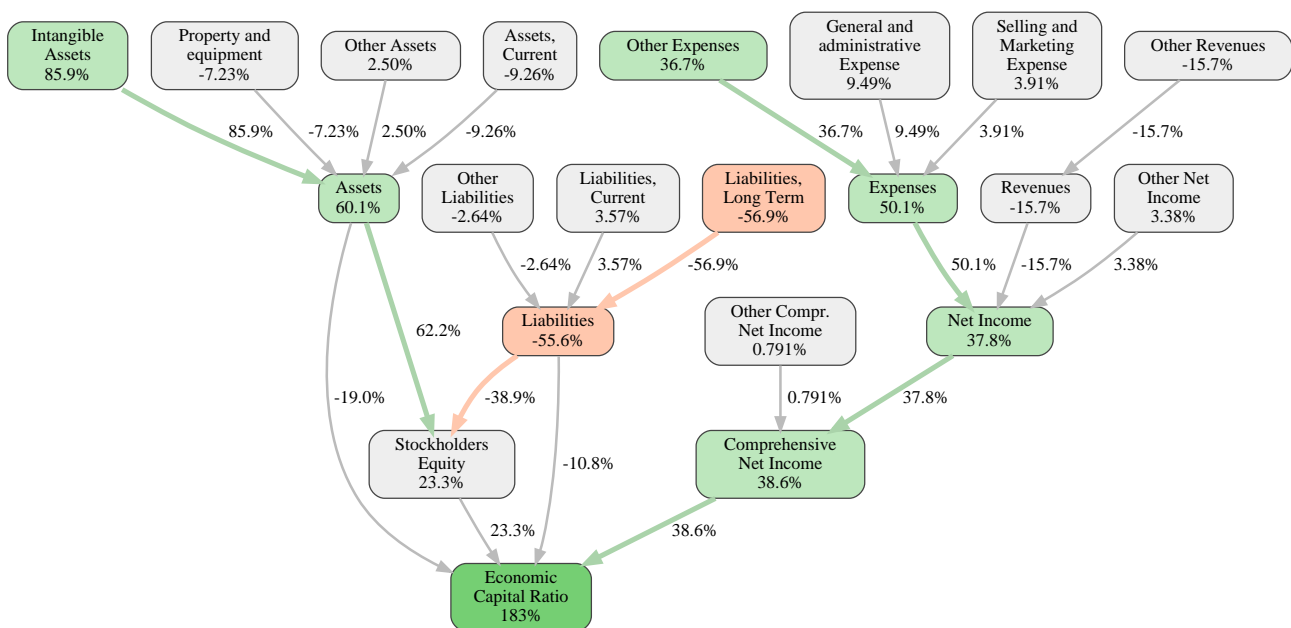 Intangible
Assets
85.9%
Property and
equipment
-7.23%
Other Assets
2.50%
Assets,
Current
-9.26%
Other Expenses
36.7%
General and
administrative
Expense
9.49%
Selling and
Marketing
Expense
3.91%
Other Revenues
-15.7%
85.9%
-7.23%
2.50%
-9.26%
36.7%
9.49%
3.91%
-15.7%
Assets
60.1%
Other
Liabilities
-2.64%
Liabilities,
Current
3.57%
Liabilities,
Long Term
-56.9%
Expenses
50.1%
Revenues
-15.7%
Other Net
Income
3.38%
-2.64%
3.57%
-56.9%
50.1%
-15.7%
3.38%
62.2%
Liabilities
-55.6%
Other Compr.
Net Income
0.791%
Net Income
37.8%
-19.0%
-38.9%
0.791%
37.8%
Stockholders
Equity
23.3%
-10.8%
Comprehensive
Net Income
38.6%
23.3%
38.6%
Economic
Capital Ratio
183%